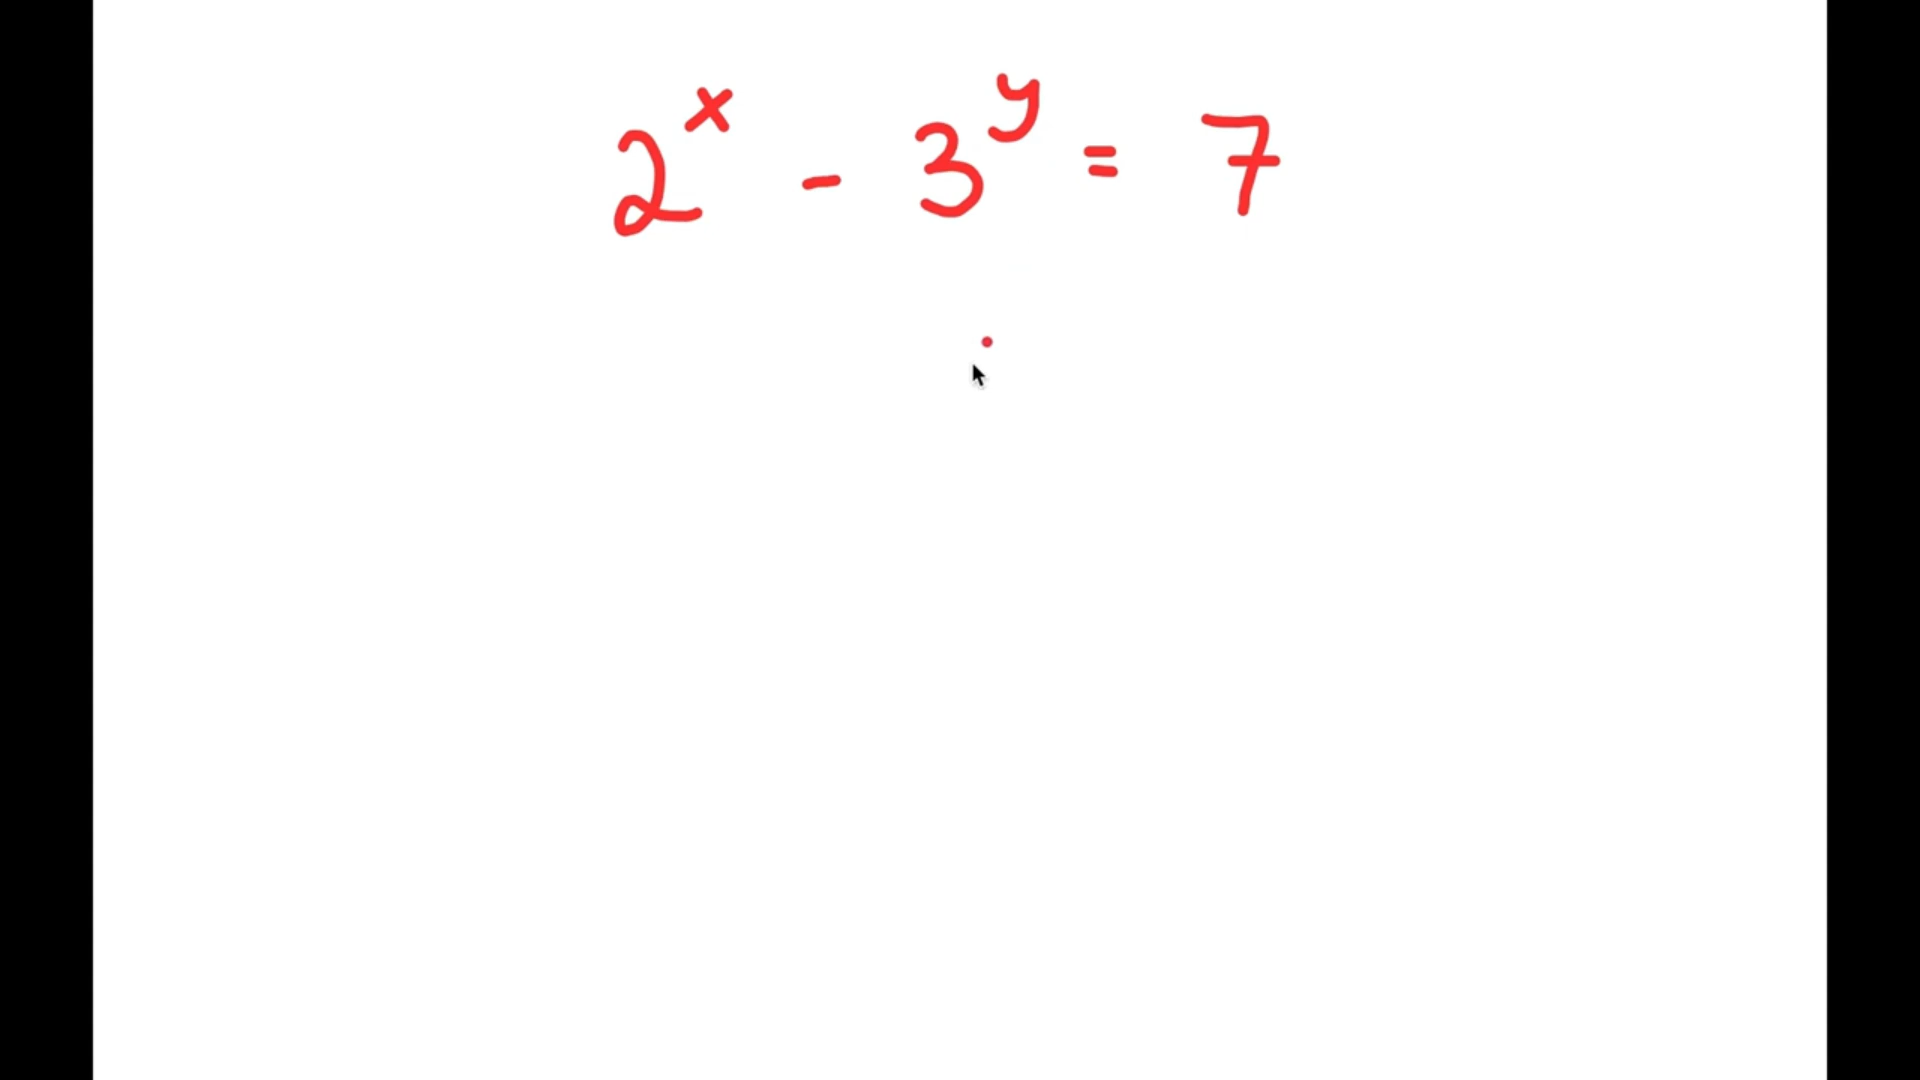 2^x - 3^y = 7